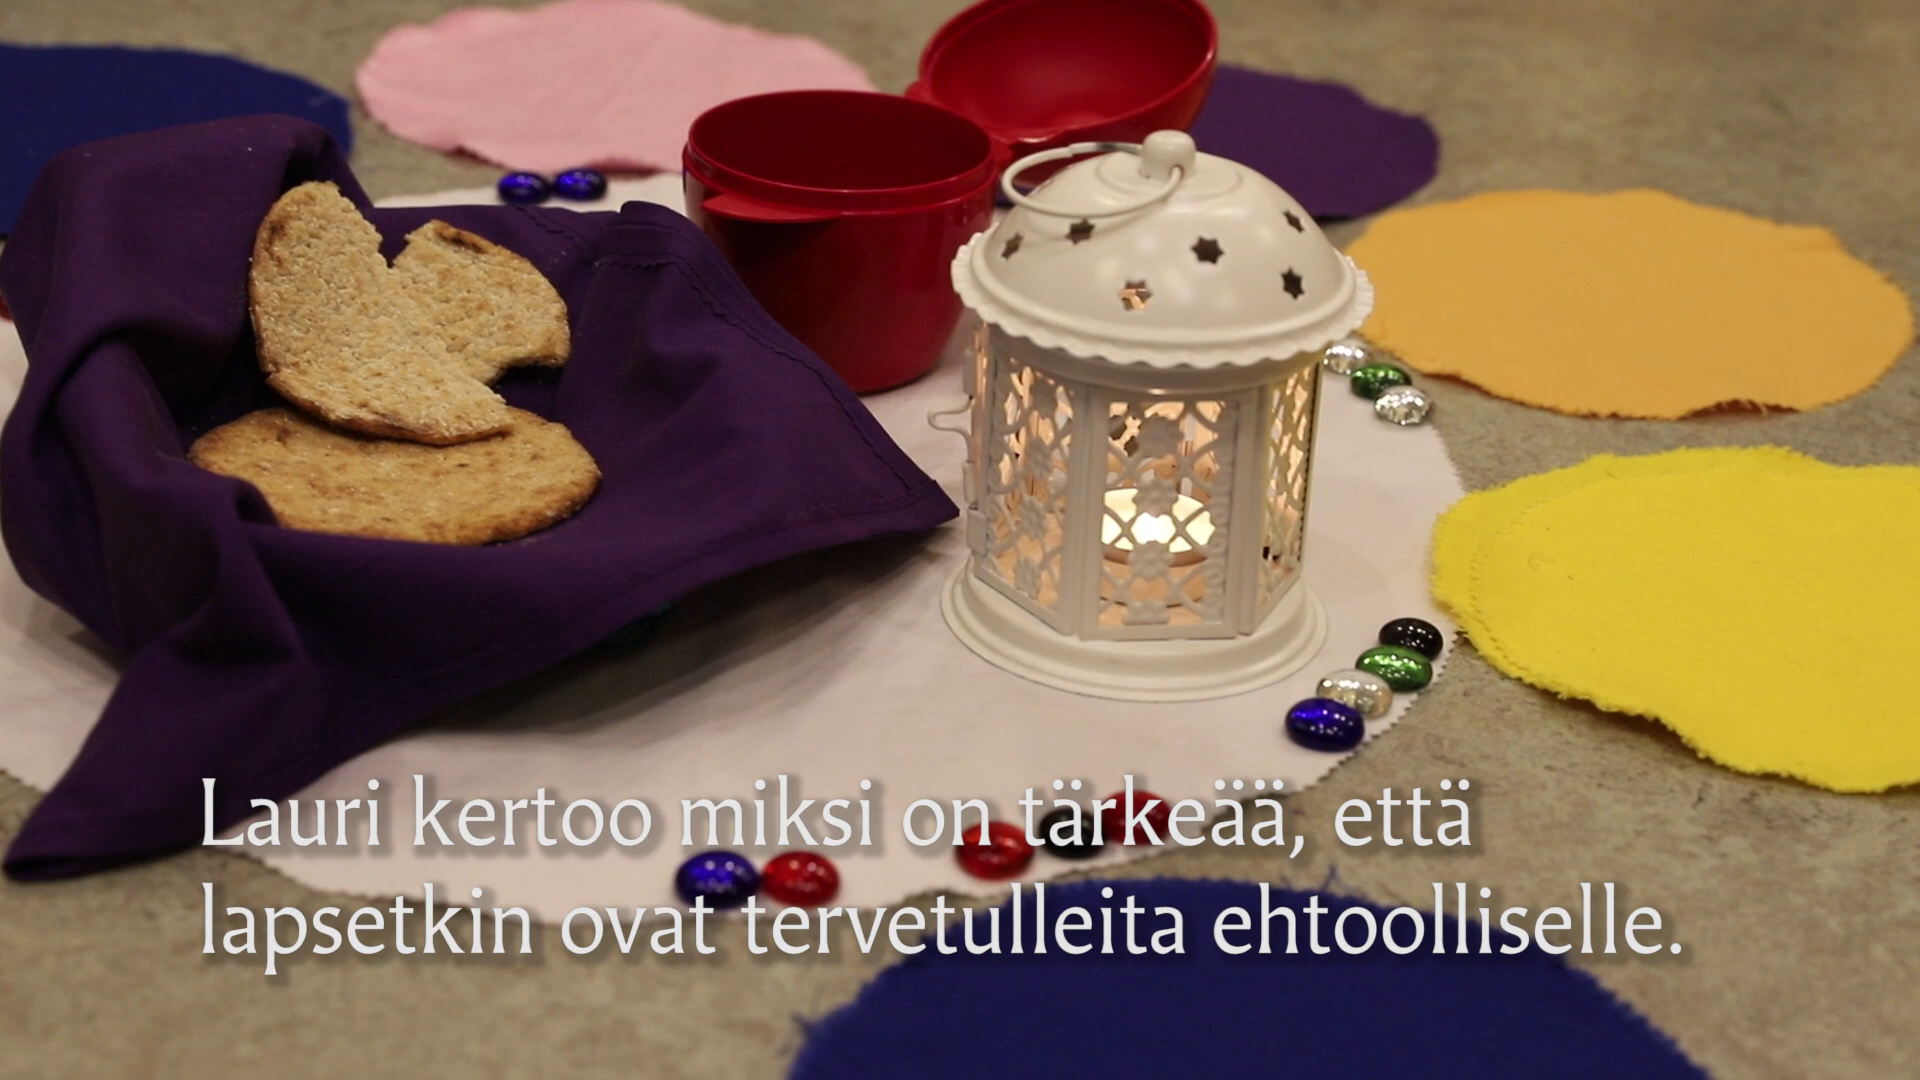 Lauri kertoo miksi on tärkeää, että
lapsetkin ovat tervetulleita ehtoolliselle.